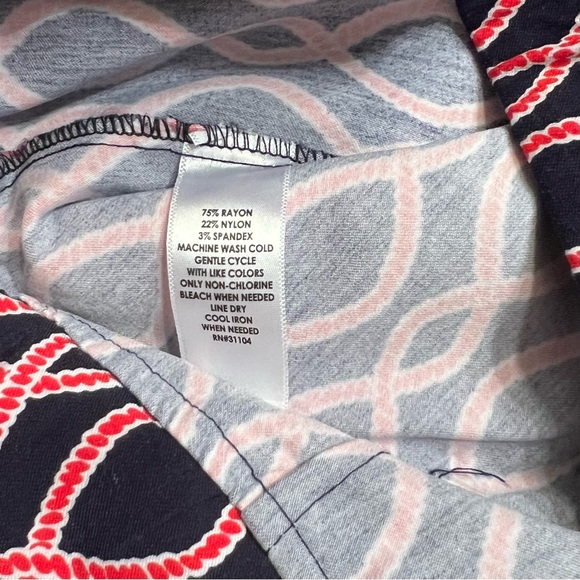 75% RAYON
22% NYLON
3% SPANDEX
MACHINE WASH COLD
GENTLE CYCLE
WITH LIKE COLORS
ONLY NON-CHLORINE
BLEACH WHEN NEEDED
LINE DRY
COOL IRON
WHEN NEEDED
RN#31104